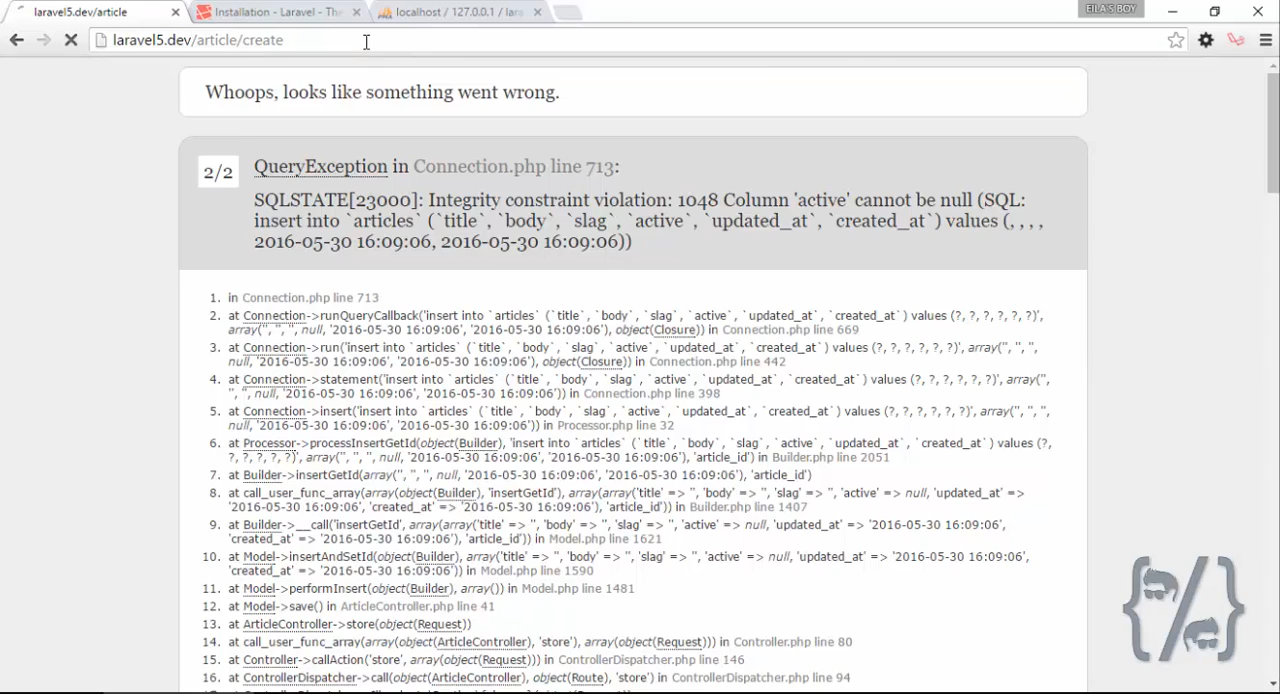 laravel5.dev/article
Installation - Laravel - The
localhost / 127.0.0.1 / lara
EILA'S BOY
laravel5.dev/article/create
Whoops, looks like something went wrong.
2/2
QueryException in Connection.php line 713:
SQLSTATE[23000]: Integrity constraint violation: 1048 Column 'active' cannot be null (SQL:
insert into `articles` (`title`, `body`, `slag`, `active`, `updated_at`, `created_at`) values (, , , ,
2016-05-30 16:09:06, 2016-05-30 16:09:06))
1. in Connection.php line 713
2. at Connection->runQueryCallback('insert into `articles` (`title`, `body`, `slag`, `active`, `updated_at`, `created_at`) values (?, ?, ?, ?, ?, ?)',
array('', '', '', null, '2016-05-30 16:09:06', '2016-05-30 16:09:06'), object(Closure)) in Connection.php line 669
3. at Connection->run('insert into `articles` (`title`, `body`, `slag`, `active`, `updated_at`, `created_at`) values (?, ?, ?, ?, ?, ?)', array('', '', '',
null, '2016-05-30 16:09:06', '2016-05-30 16:09:06'), object(Closure)) in Connection.php line 442
4. at Connection->statement('insert into `articles` (`title`, `body`, `slag`, `active`, `updated_at`, `created_at`) values (?, ?, ?, ?, ?, ?)', array('',
'', '', null, '2016-05-30 16:09:06', '2016-05-30 16:09:06')) in Connection.php line 398
5. at Connection->insert('insert into `articles` (`title`, `body`, `slag`, `active`, `updated_at`, `created_at`) values (?, ?, ?, ?, ?, ?)', array('', '', '',
null, '2016-05-30 16:09:06', '2016-05-30 16:09:06')) in Processor.php line 32
6. at Processor->processInsertGetId(object(Builder), 'insert into `articles` (`title`, `body`, `slag`, `active`, `updated_at`, `created_at`) values (?,
?, ?, ?, ?, ?)', array('', '', '', null, '2016-05-30 16:09:06', '2016-05-30 16:09:06'), 'article_id') in Builder.php line 2051
7. at Builder->insertGetId(array('', '', '', null, '2016-05-30 16:09:06', '2016-05-30 16:09:06'), 'article_id')
8. at call_user_func_array(array(object(Builder), 'insertGetId'), array(array('title' => '', 'body' => '', 'slag' => '', 'active' => null, 'updated_at' =>
'2016-05-30 16:09:06', 'created_at' => '2016-05-30 16:09:06'), 'article_id')) in Builder.php line 1407
9. at Builder->__call('insertGetId', array(array('title' => '', 'body' => '', 'slag' => '', 'active' => null, 'updated_at' => '2016-05-30 16:09:06',
'created_at' => '2016-05-30 16:09:06'), 'article_id')) in Model.php line 1621
10. at Model->insertAndSetId(object(Builder), array('title' => '', 'body' => '', 'slag' => '', 'active' => null, 'updated_at' => '2016-05-30 16:09:06',
'created_at' => '2016-05-30 16:09:06')) in Model.php line 1590
11. at Model->performInsert(object(Builder), array()) in Model.php line 1481
12. at Model->save() in ArticleController.php line 41
13. at ArticleController->store(object(Request))
14. at call_user_func_array(array(object(ArticleController), 'store'), array(object(Request))) in Controller.php line 80
15. at Controller->callAction('store', array(object(Request))) in ControllerDispatcher.php line 146
16. at ControllerDispatcher->call(object(ArticleController), object(Route), 'store') in ControllerDispatcher.php line 94